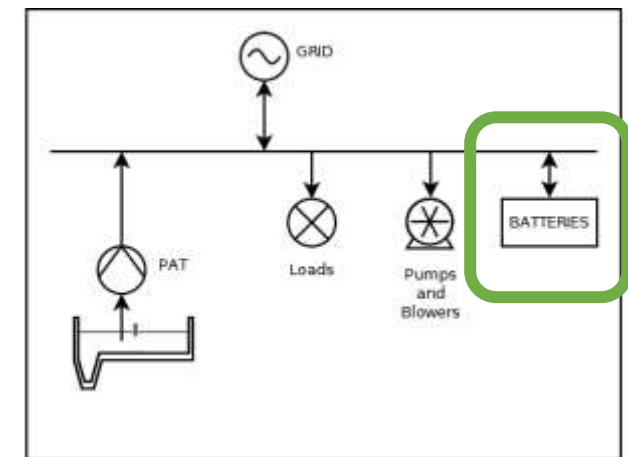 GRID
BATTERIES
PAT
Loads
Pumps
and
Blowers